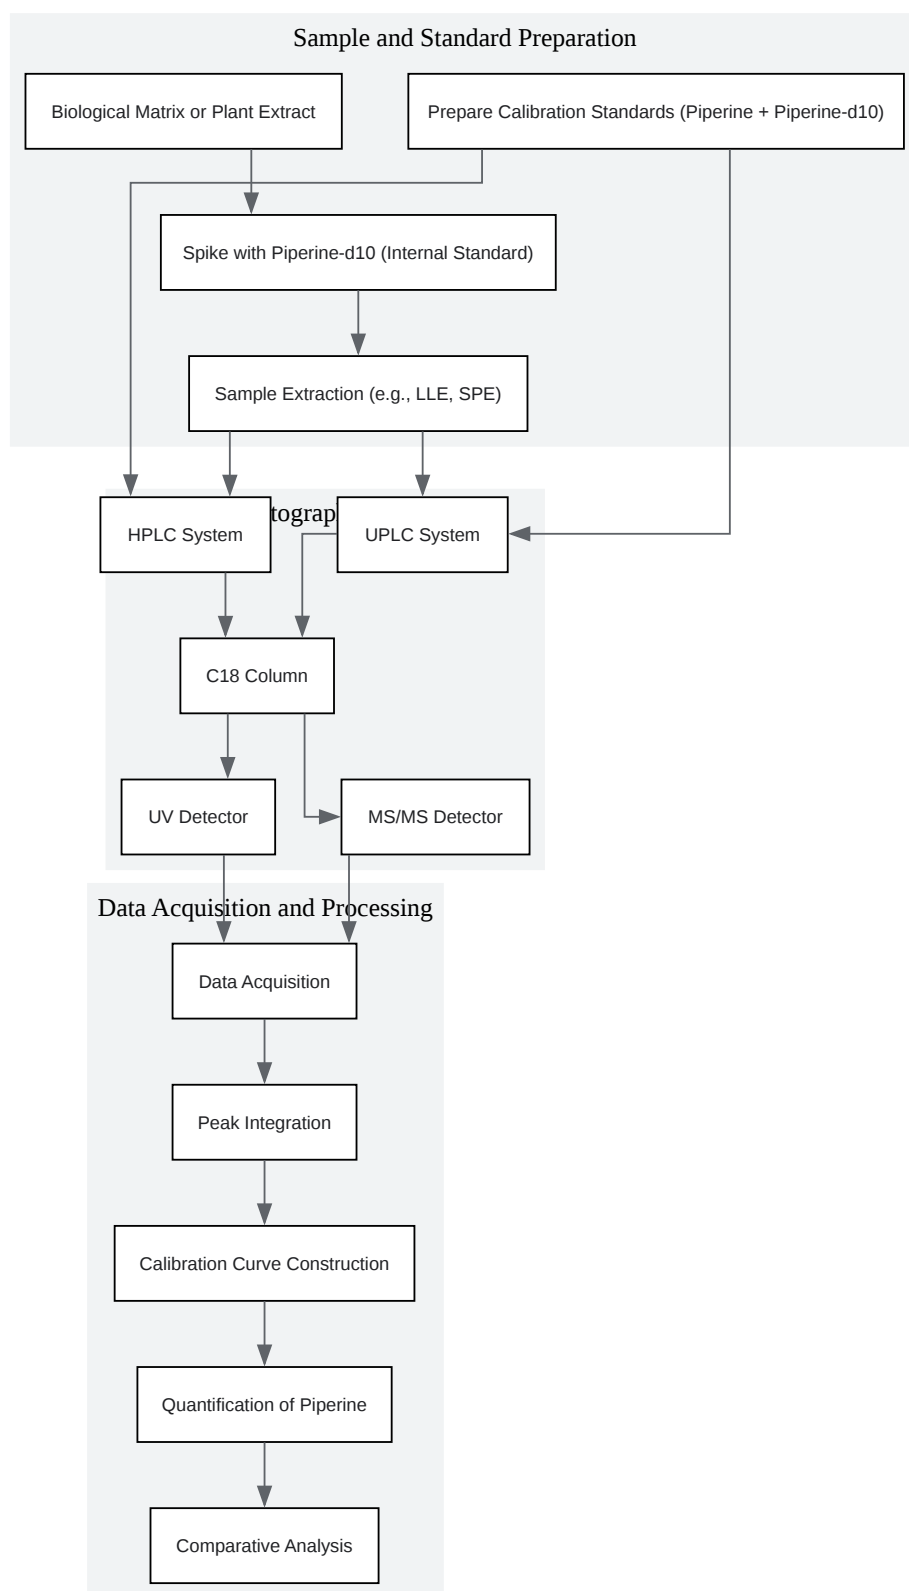 Sample and Standard Preparation
Biological Matrix or Plant Extract
Prepare Calibration Standards (Piperine + Piperine-d10)
Spike with Piperine-d10 (Internal Standard)
Sample Extraction (e.g., LLE, SPE)
HPLC System
UPLC System
C18 Column
UV Detector
MS/MS Detector
Data Acquisition and Processing
Data Acquisition
Peak Integration
Calibration Curve Construction
Quantification of Piperine
Comparative Analysis